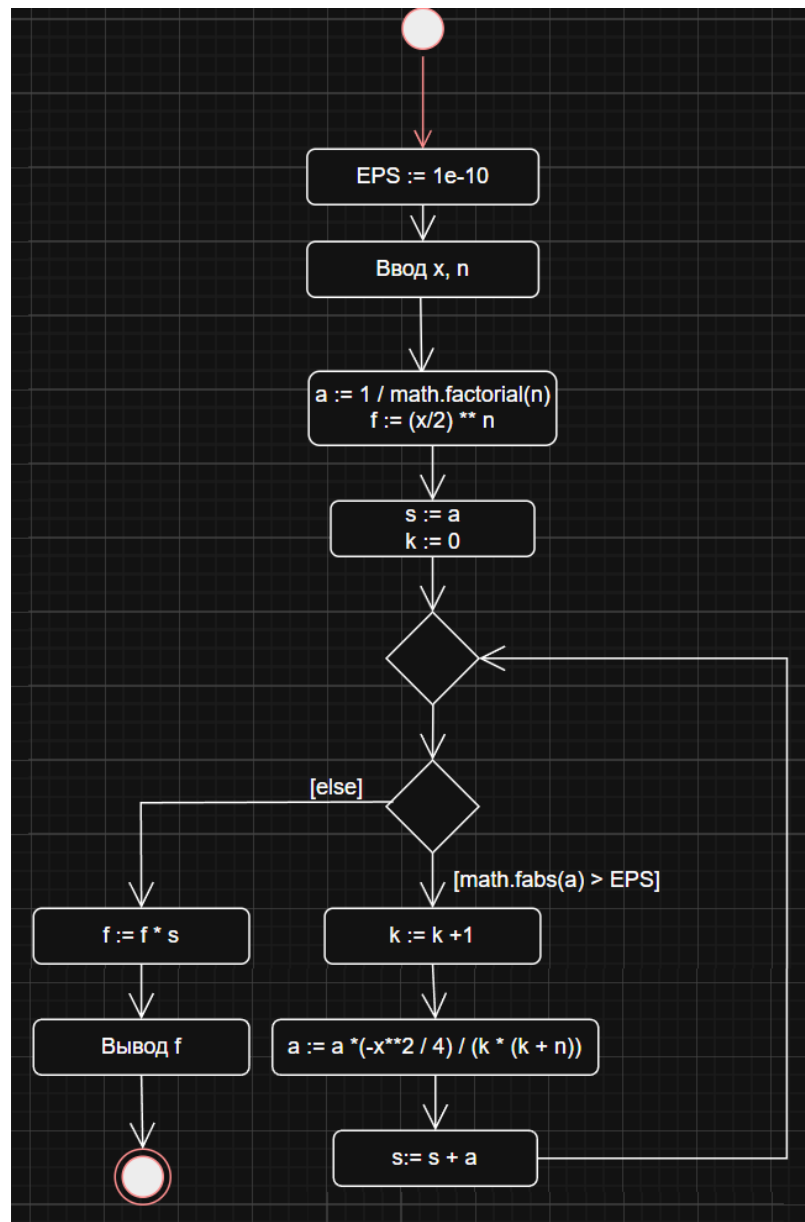 EPS := 1e-10
Ввод x, n
a := 1 / math.factorial(n)
f := (x/2) ** n
s := a
k := 0
[else]
[math.fabs(a) > EPS]
f := f * s
k := k +1
Вывод f
a := a *(-x**2 / 4) / (k * (k + n))
s:= s + a